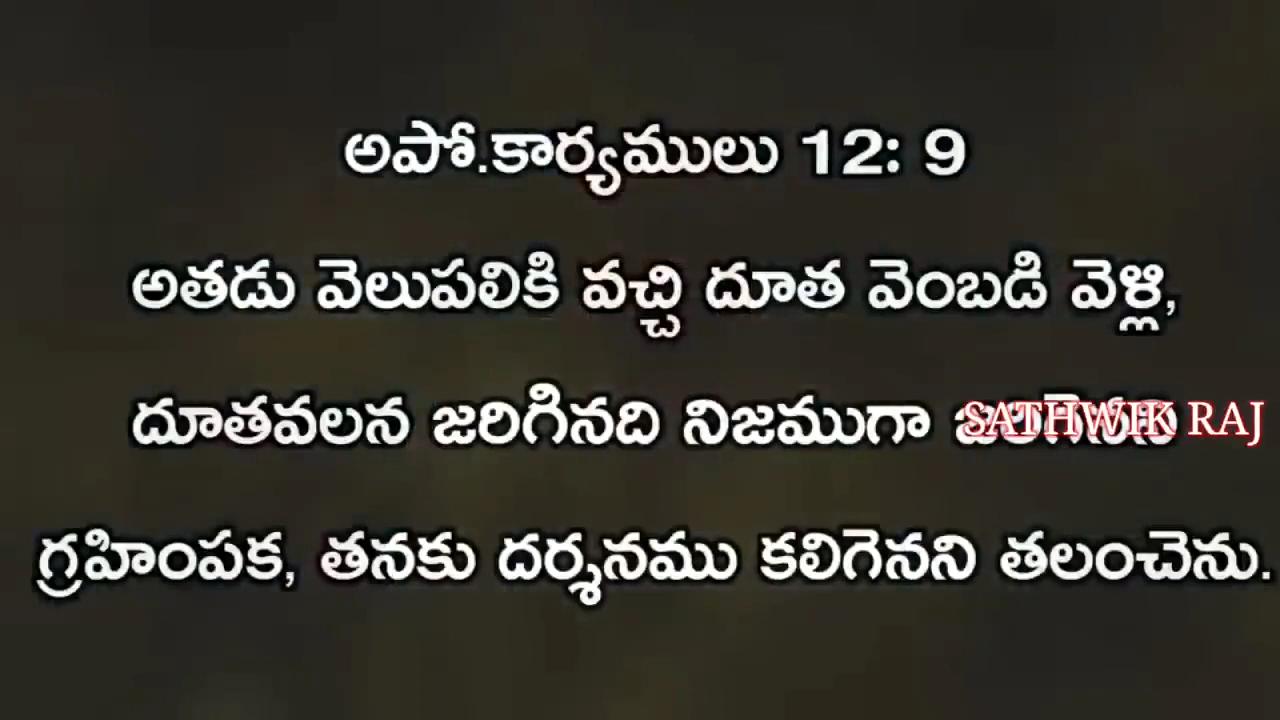 అపో.కార్యములు 12: 9
అతడు వెలుపలికి వచ్చి దూత వెంబడి వెళ్లి,
దూతవలన జరిగినది నిజముగా SATHWIK RAJ
గ్రహింపక, తనకు దర్శనము కలిగెనని తలంచెను.